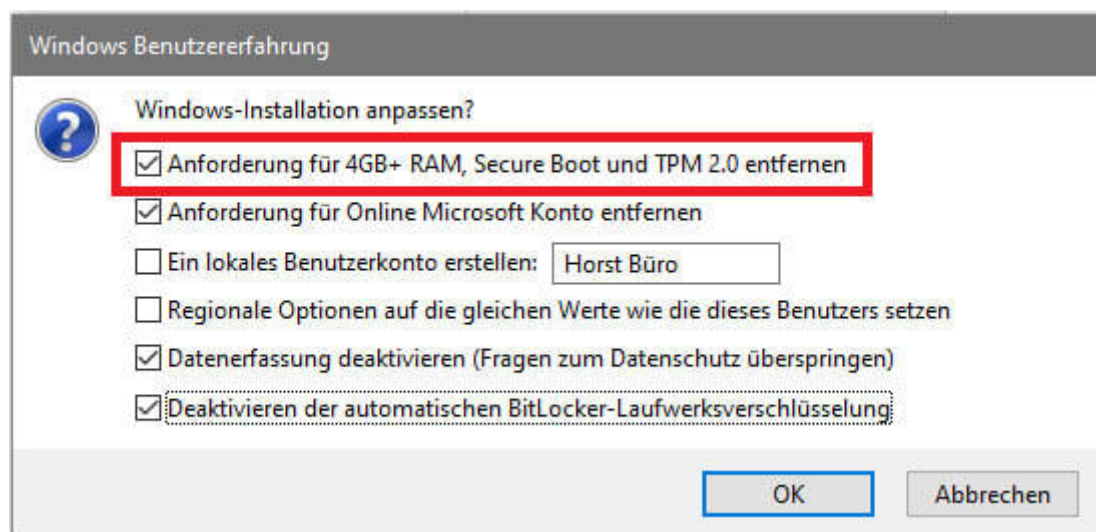 Windows Benutzererfahrung
Windows-Installation anpassen?
Anforderung für 4GB+ RAM, Secure Boot und TPM 2.0 entfernen
Anforderung für Online Microsoft Konto entfernen
Ein lokales Benutzerkonto erstellen: Horst Büro
Regionale Optionen auf die gleichen Werte wie die dieses Benutzers setzen
Datenerfassung deaktivieren (Fragen zum Datenschutz überspringen)
Deaktivieren der automatischen BitLocker-Laufwerksverschlüsselung
OK Abbrechen